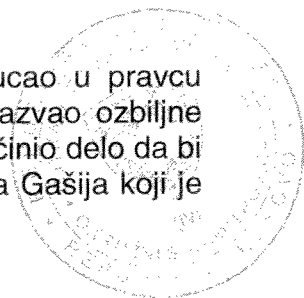 ucao u pravcu
azvao ozbiljne
činio delo da bi
a Gašija koji je